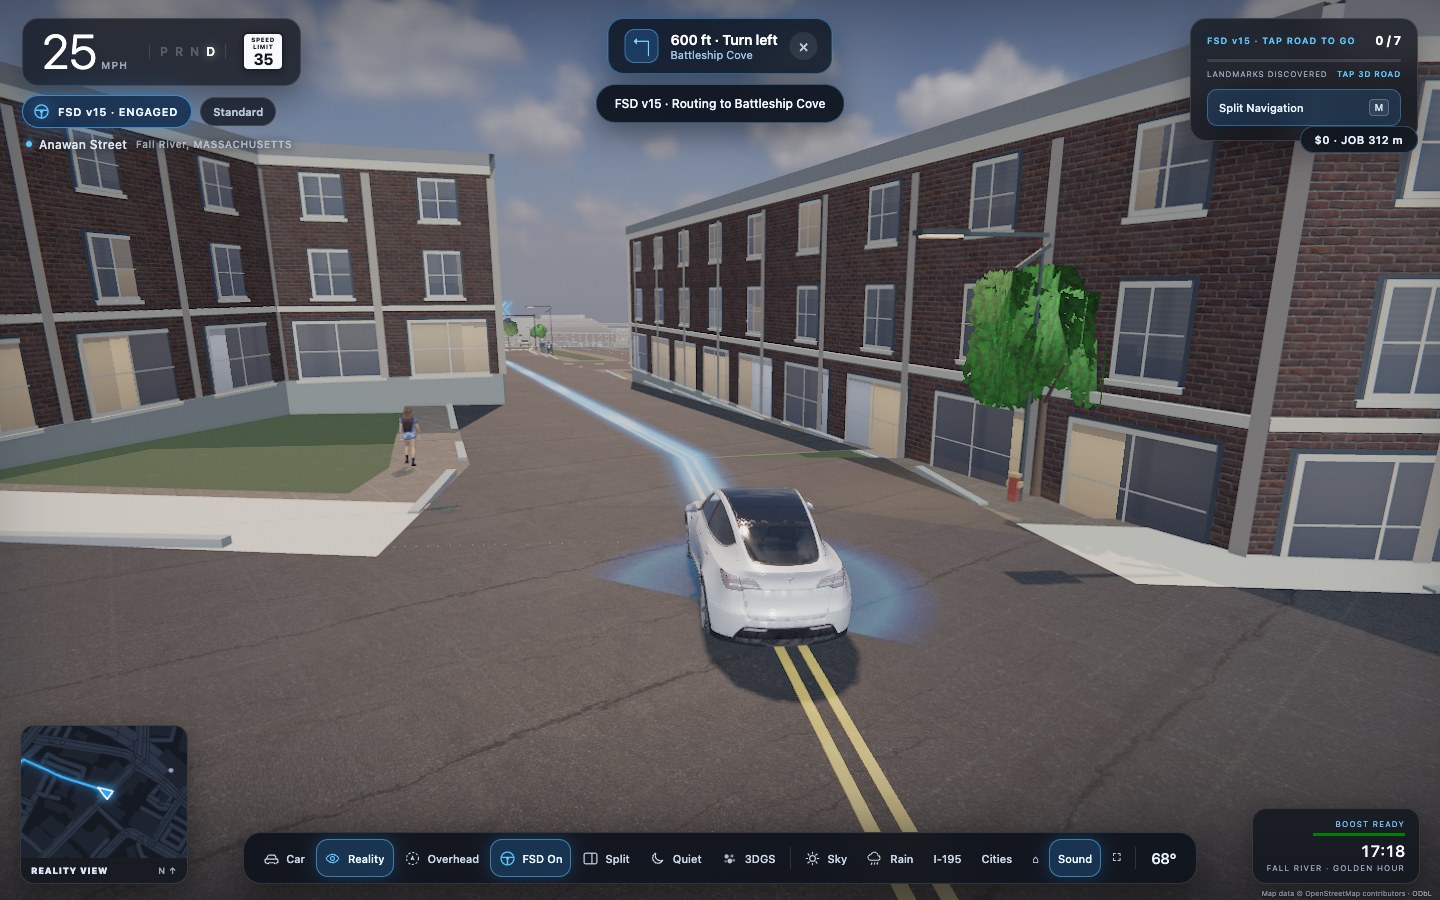 25 MPH
P R N D
SPEED
LIMIT
35
FSD v15 · ENGAGED
Standard
Anawan Street Fall River, MASSACHUSETTS
600 ft · Turn left
Battleship Cove
×
FSD v15 · Routing to Battleship Cove
FSD v15 · TAP ROAD TO GO 0 / 7
LANDMARKS DISCOVERED TAP 3D ROAD
Split Navigation M
$0 · JOB 312 m
REALITY VIEW N ↑
Car
Reality
Overhead
FSD On
Split
Quiet
3DGS
Sky
Rain
I-195
Cities
Sound
68°
BOOST READY
17:18
FALL RIVER · GOLDEN HOUR
Map data © OpenStreetMap contributors · ODbL